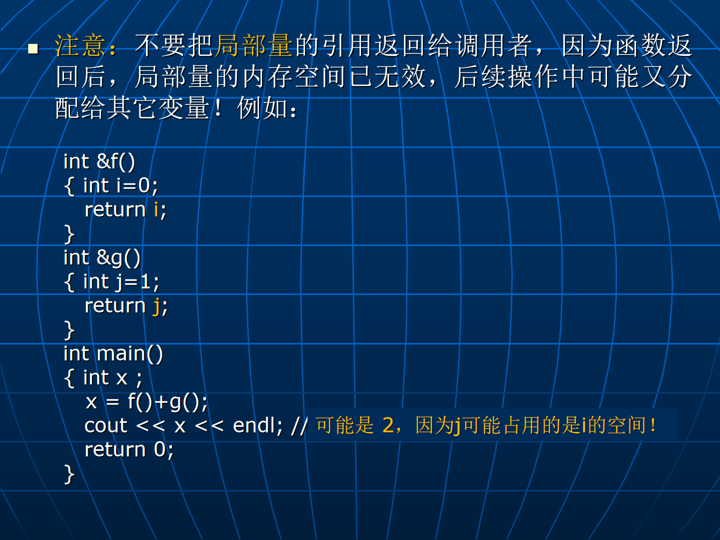 注意：不要把局部量的引用返回给调用者，因为函数返
回后，局部量的内存空间已无效，后续操作中可能又分
配给其它变量！例如：
int &f()
{ int i=0;
return i;
}
int &g()
{ int j=1;
return j;
}
int main()
{ int x ;
x = f()+g();
cout << x << endl; // 可能是 2，因为j可能占用的是i的空间！
return 0;
}